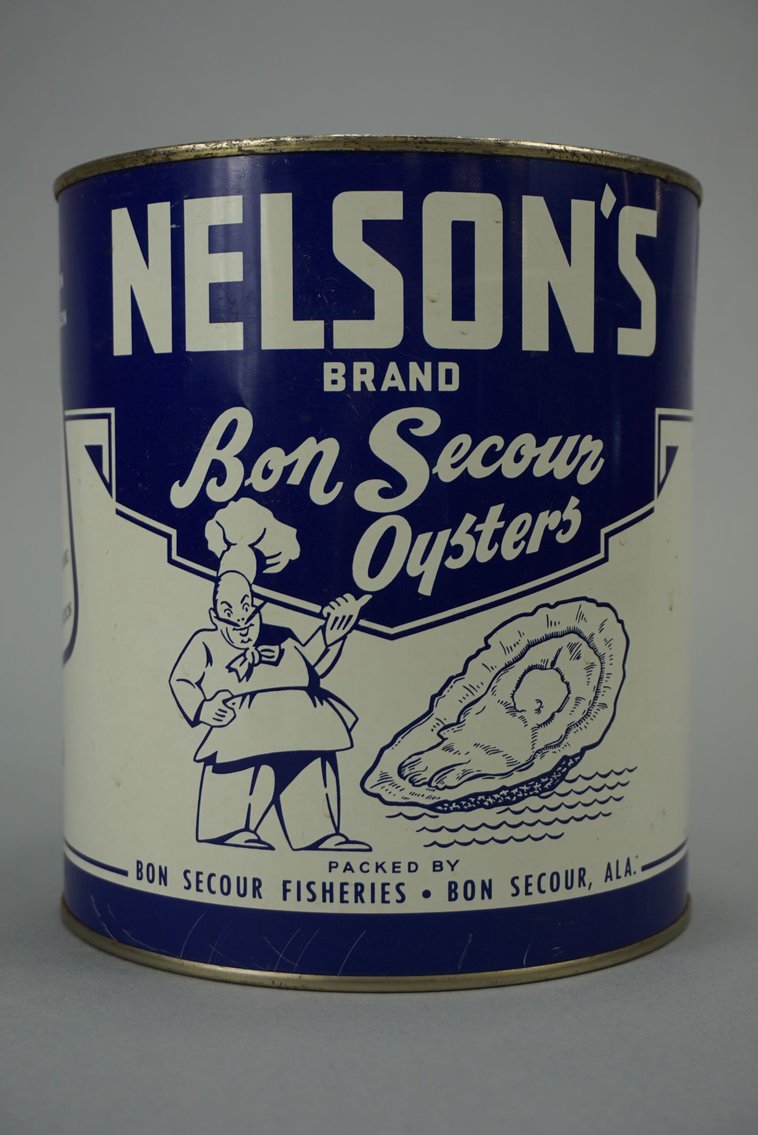 NELSON'S
BRAND
Bon Secour
Oysters
PACKED BY
BON SECOUR FISHERIES • BON SECOUR, ALA.